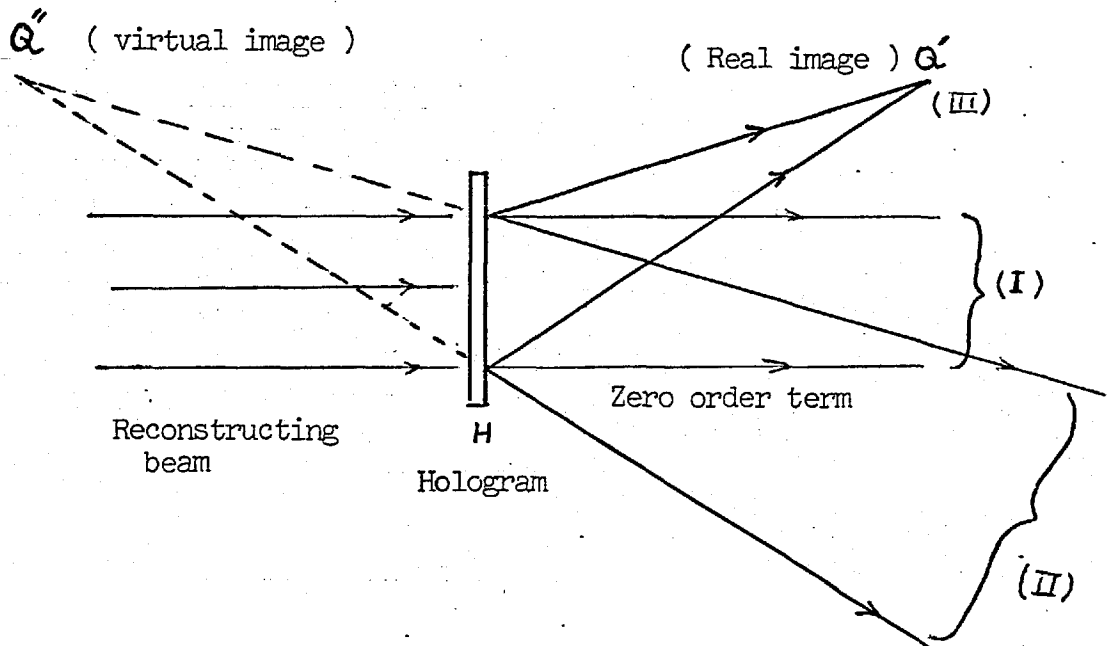 Q″ ( virtual image )
( Real image ) Q′
(III)
(I)
Zero order term
Reconstructing
beam
H
Hologram
(II)